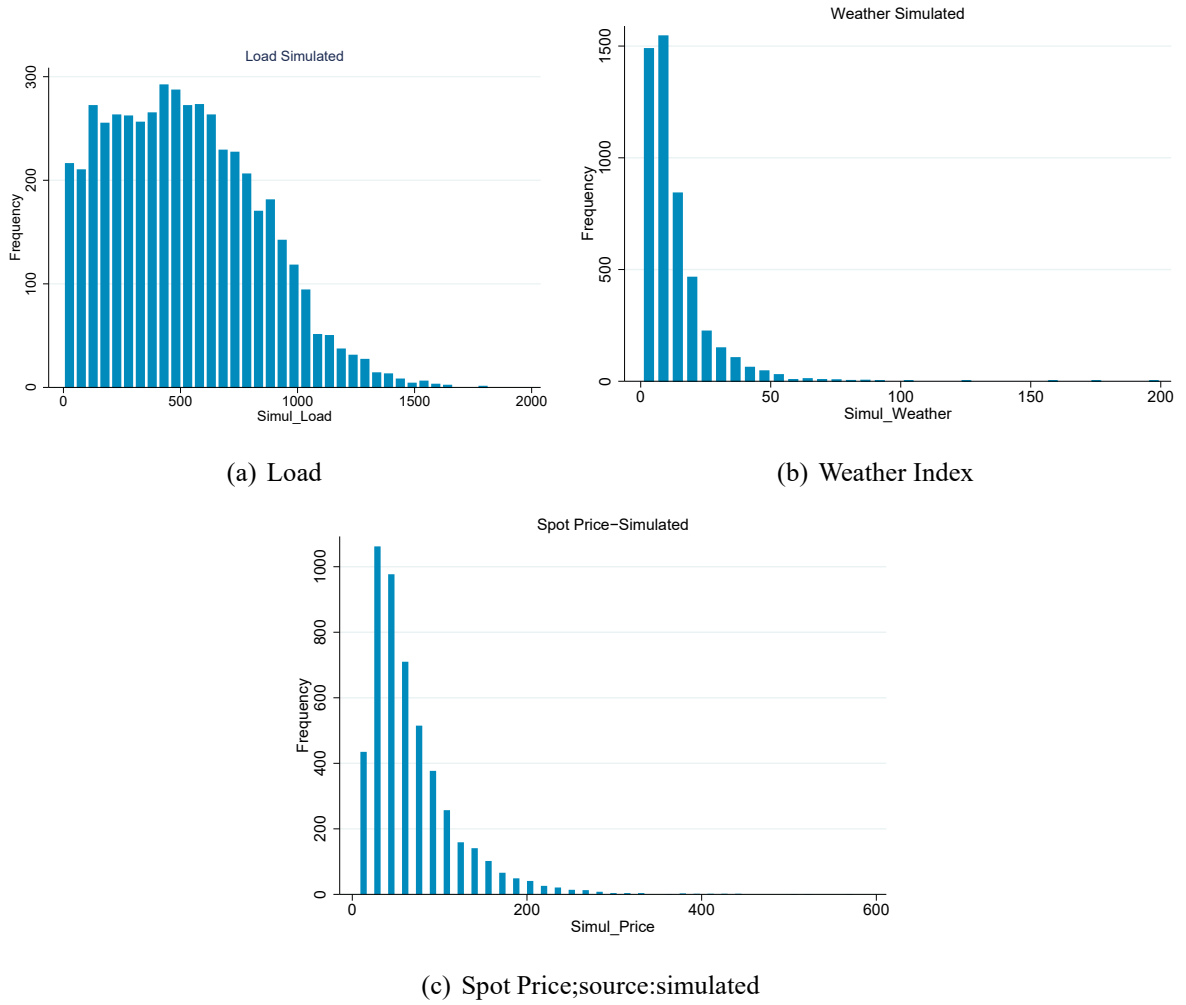 Load Simulated
300
200
100
0
Frequency
0 500 1000 1500 2000
Simul_Load
(a) Load
Weather Simulated
1500
1000
500
0
Frequency
0 50 100 150 200
Simul_Weather
(b) Weather Index
Spot Price−Simulated
1000
800
600
400
200
0
Frequency
0 200 400 600
Simul_Price
(c) Spot Price;source:simulated